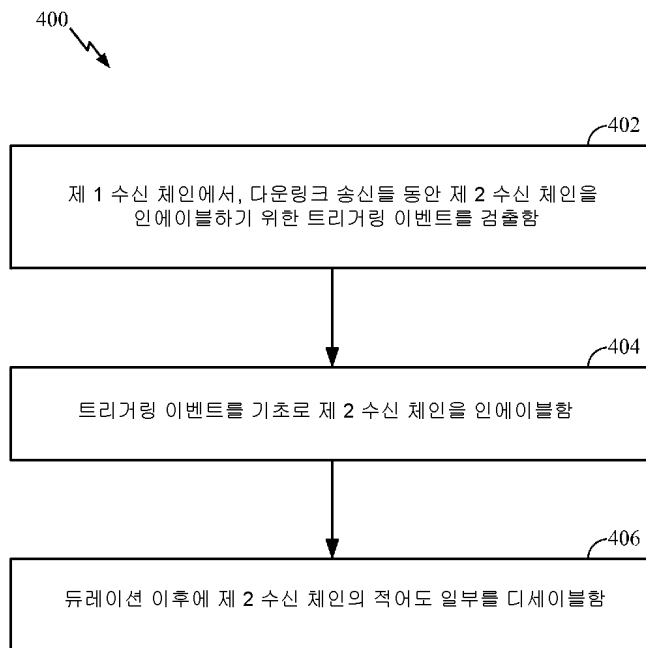 400
402
제 1 수신 체인에서, 다운링크 송신들 동안 제 2 수신 체인을
인에이블하기 위한 트리거링 이벤트를 검출함
404
트리거링 이벤트를 기초로 제 2 수신 체인을 인에이블함
406
듀레이션 이후에 제 2 수신 체인의 적어도 일부를 디세이블함